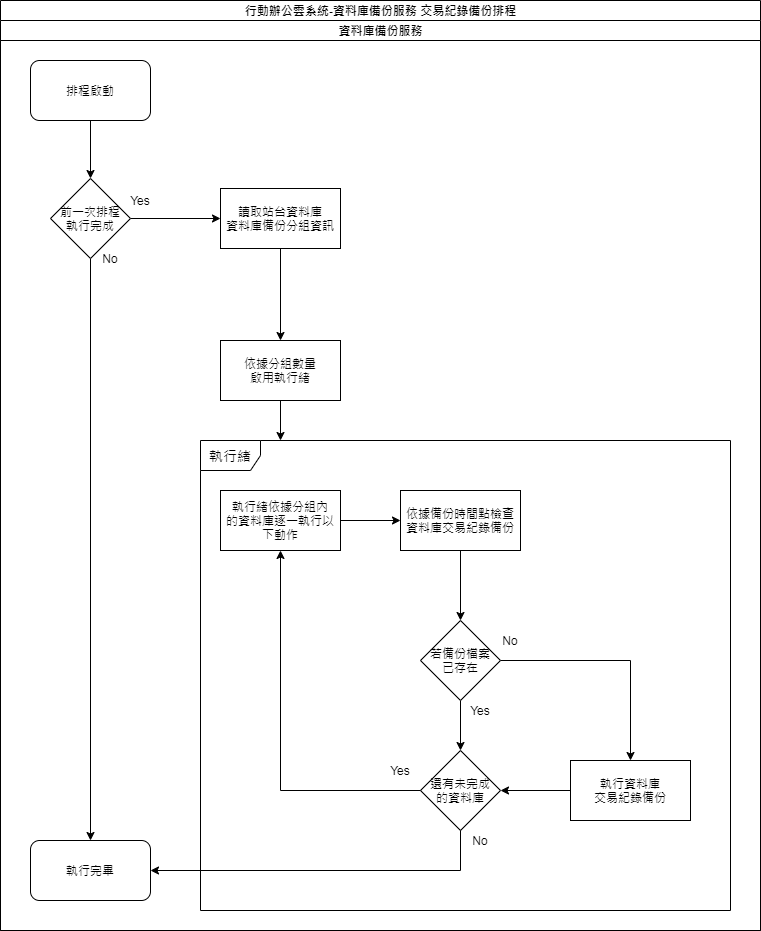 行動辦公雲系統-資料庫備份服務 交易紀錄備份排程
資料庫備份服務
排程啟動
前一次排程
執行完成
Yes
No
讀取站台資料庫
資料庫備份分組資訊
依據分組數量
啟用執行緒
執行緒
執行緒依據分組內
的資料庫逐一執行以
下動作
依據備份時間點檢查
資料庫交易紀錄備份
若備份檔案
已存在
No
Yes
還有未完成
的資料庫
Yes
No
執行資料庫
交易紀錄備份
執行完畢